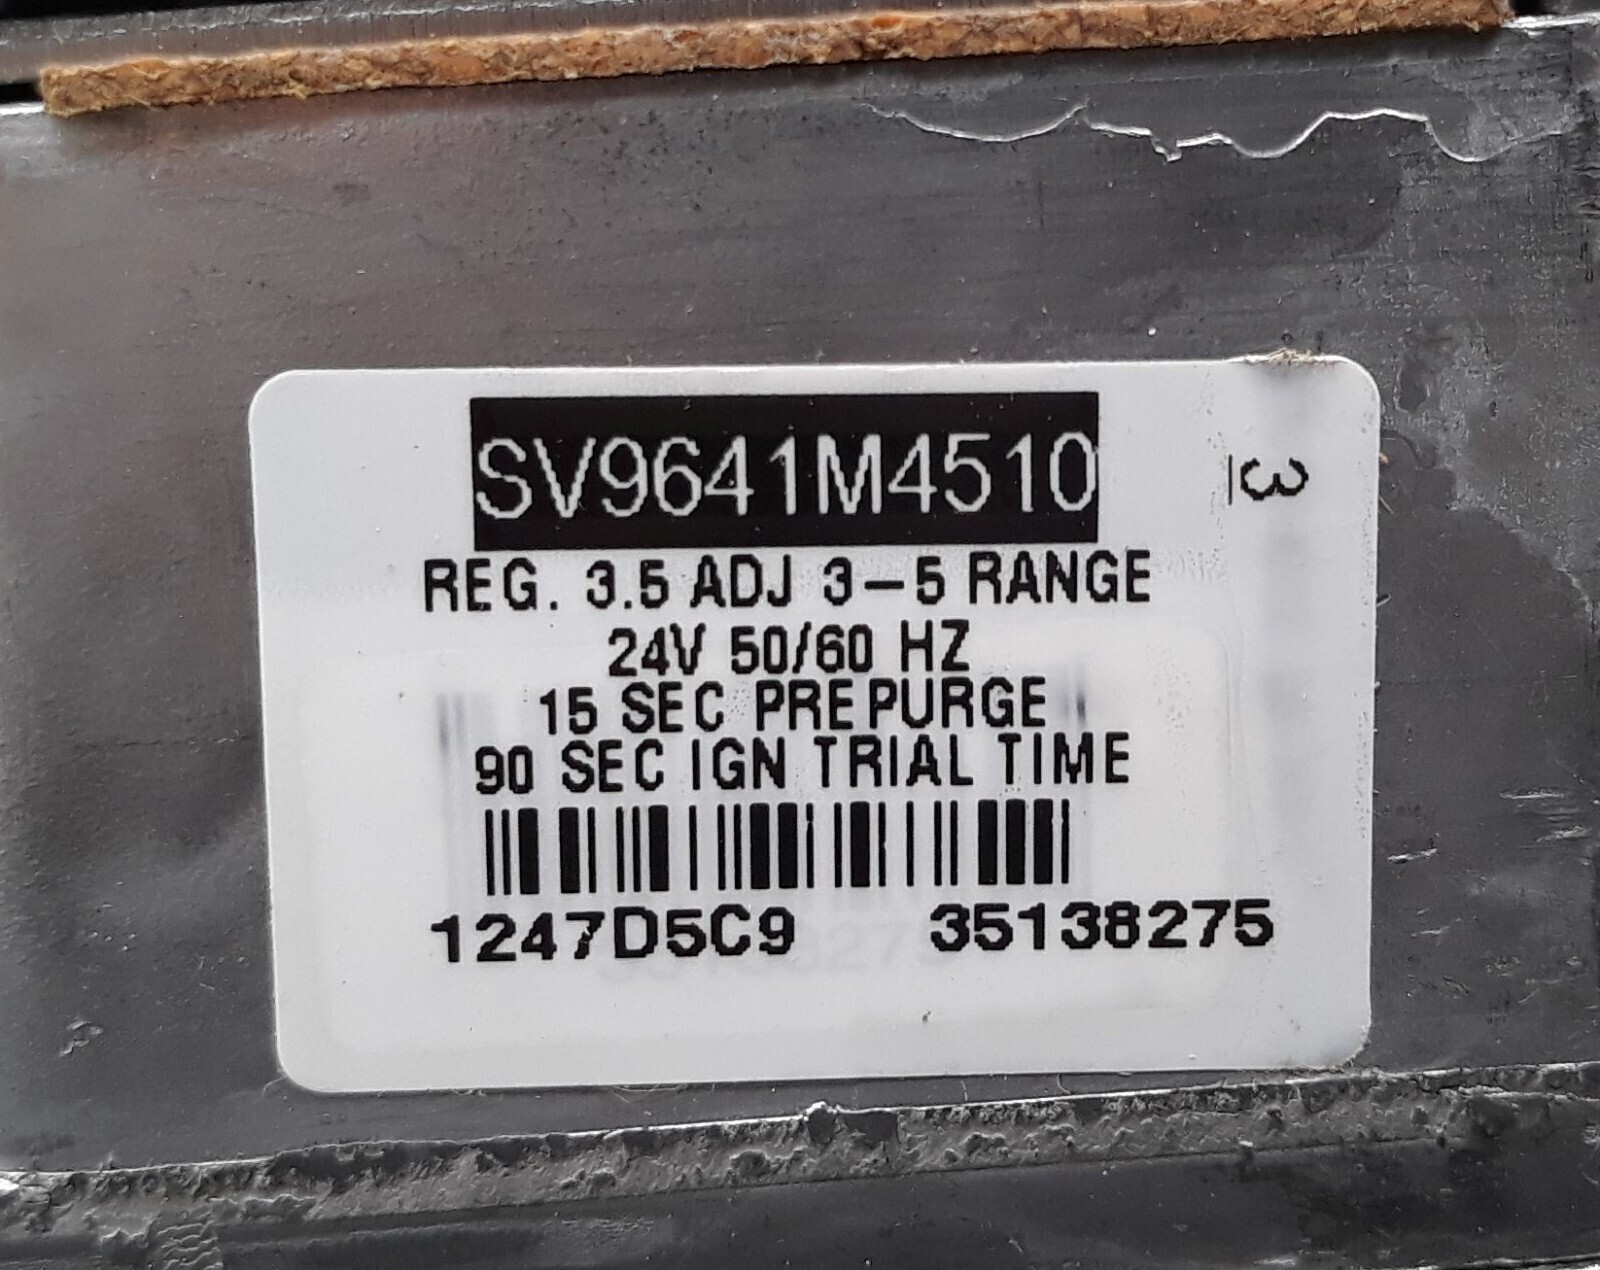 SV9641M4510
3
REG. 3.5 ADJ 3-5 RANGE
24V 50/60 HZ
15 SEC PREPURGE
90 SEC IGN TRIAL TIME
1247D5C9 35138275